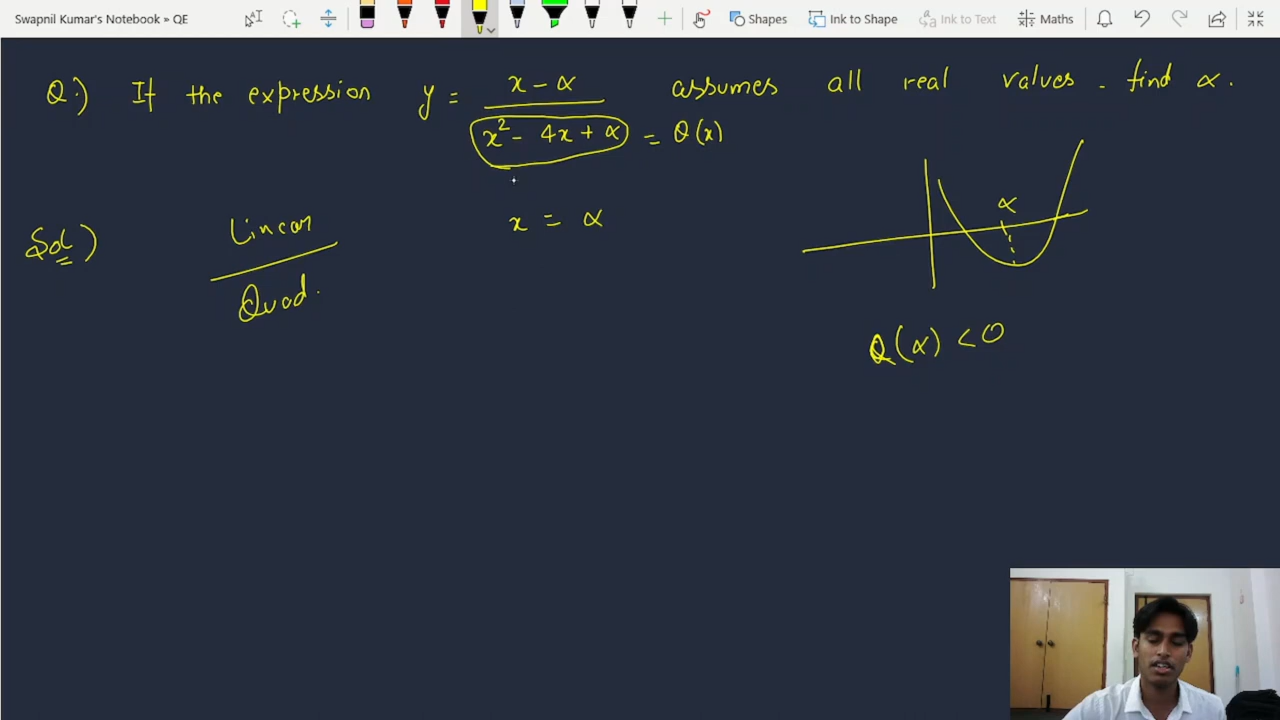 Swapnil Kumar's Notebook » QE
Shapes Ink to Shape Ink to Text Maths
Q:) If the expression y = x - α / x² - 4x + α = Q(x) assumes all real values. find α.
Sol) Linear / Quad.
x = α
α
Q(α) < 0